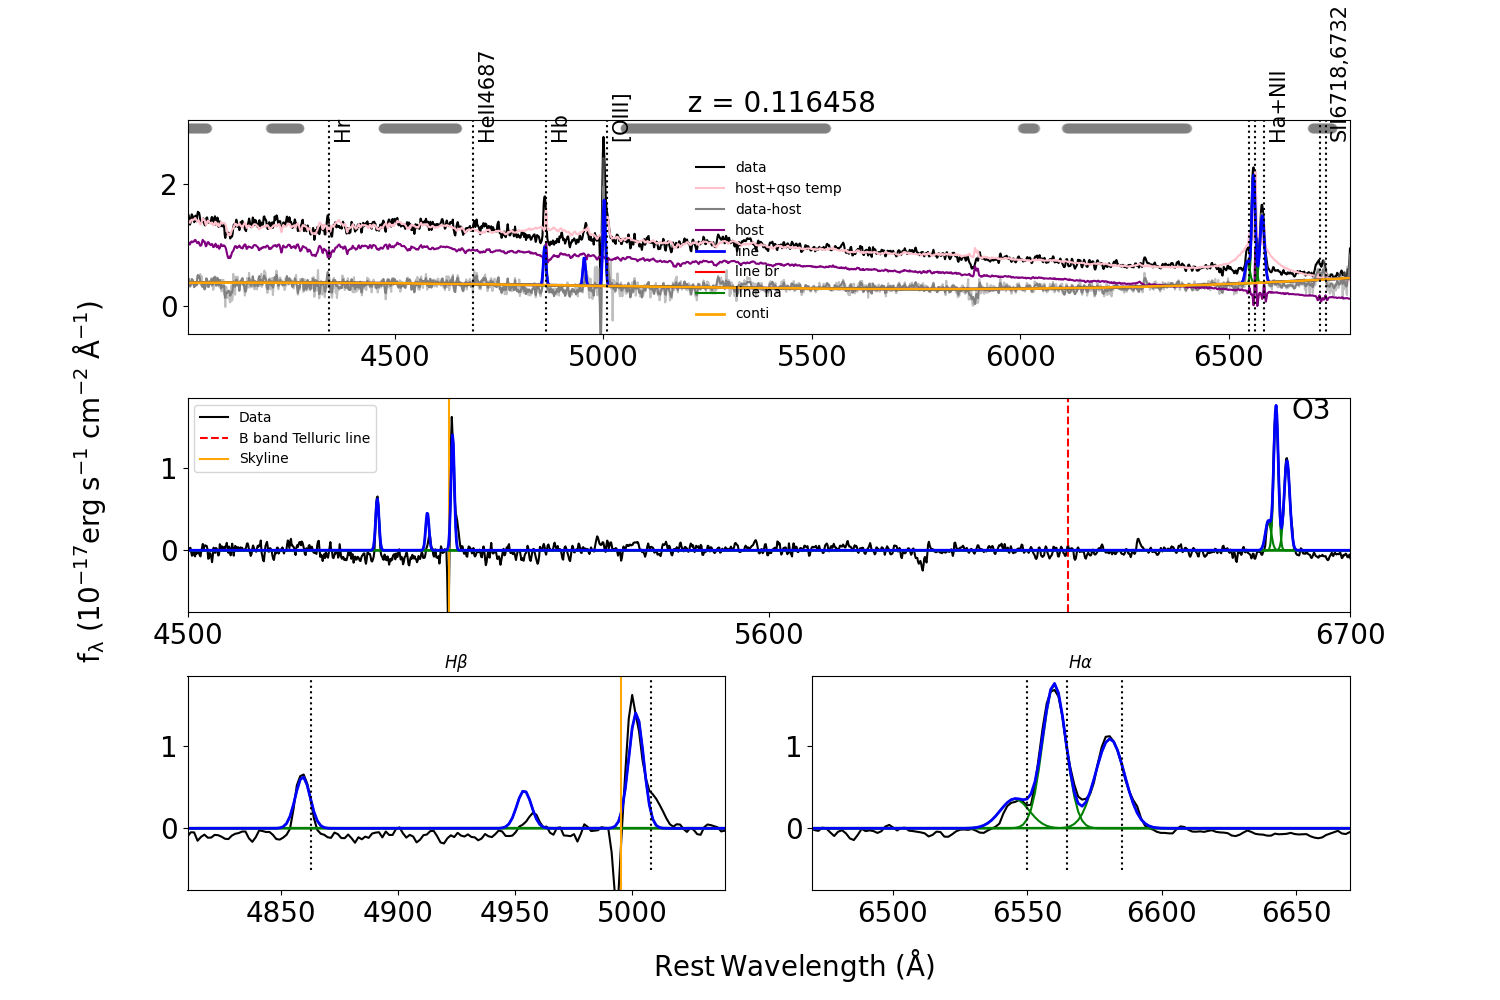 z = 0.116458
Hr
HeII4687
Hb
[OIII]
Ha+NII
SII6718,6732
data
host+qso temp
data-host
host
line
line br
line na
conti
2
0
4500 5000 5500 6000 6500
fλ (10−17erg s−1 cm−2 Å−1)
Data
B band Telluric line
Skyline
O3
1
0
4500 5600 6700
Hβ
1
0
4850 4900 4950 5000
Hα
1
0
6500 6550 6600 6650
Rest Wavelength (Å)